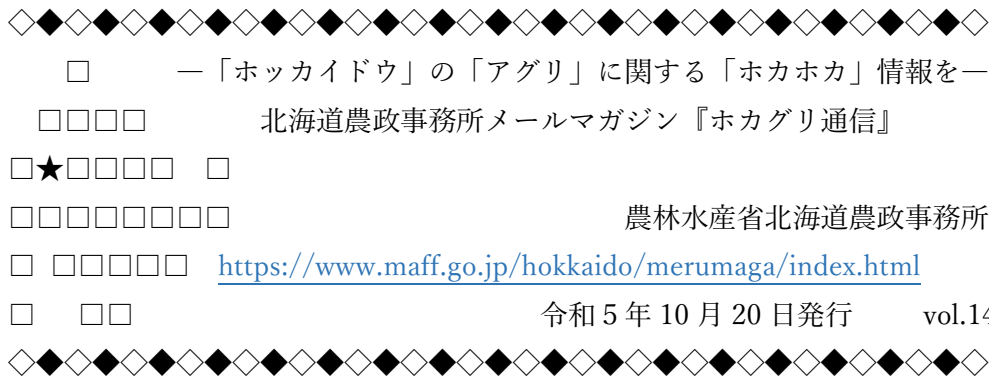 ◇◆◇◆◇◆◇◆◇◆◇◆◇◆◇◆◇◆◇◆◇◆◇◆◇◆◇◆◇◆◇◆◇◆◇
□ ―「ホッカイドウ」の「アグリ」に関する「ホカホカ」情報を―
□□□□ 北海道農政事務所メールマガジン『ホカグリ通信』
□★□□□□ □
□□□□□□□□ 農林水産省北海道農政事務所
□ □□□□□ https://www.maff.go.jp/hokkaido/merumaga/index.html
□ □□ 令和5年10月20日発行 vol.14
◇◆◇◆◇◆◇◆◇◆◇◆◇◆◇◆◇◆◇◆◇◆◇◆◇◆◇◆◇◆◇◆◇◆◇